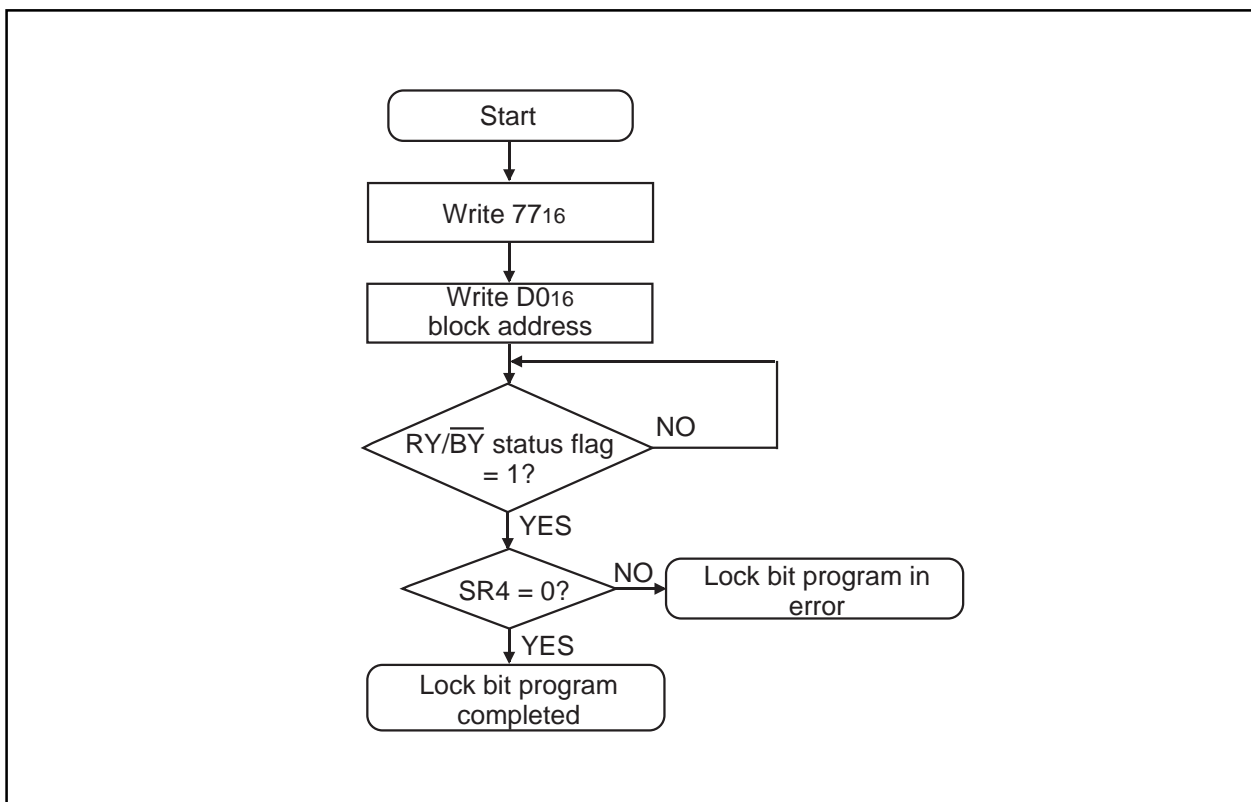 Start
Write 7716
Write D016
block address
RY/BY status flag
= 1?
NO
YES
SR4 = 0?
NO
Lock bit program in
error
YES
Lock bit program
completed